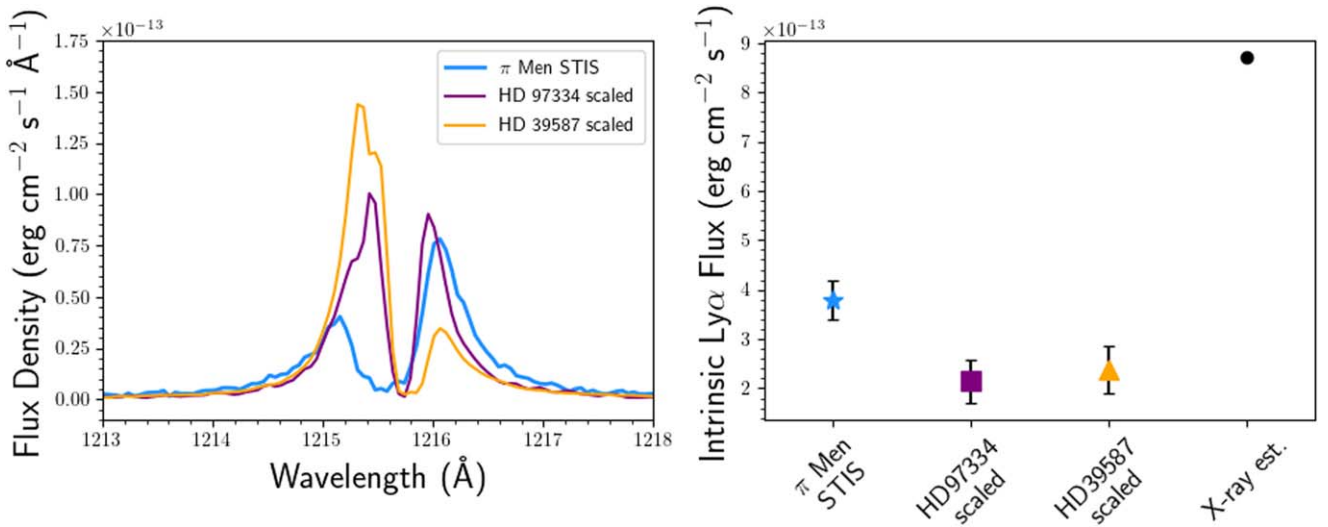 ×10⁻¹³
Flux Density (erg cm⁻² s⁻¹ Å⁻¹)
1.75
1.50
1.25
1.00
0.75
0.50
0.25
0.00
π Men STIS
HD 97334 scaled
HD 39587 scaled
1213 1214 1215 1216 1217 1218
Wavelength (Å)
×10⁻¹³
Intrinsic Lyα Flux (erg cm⁻² s⁻¹)
9
8
7
6
5
4
3
2
π Men
STIS
HD97334
scaled
HD39587
scaled
X-ray est.